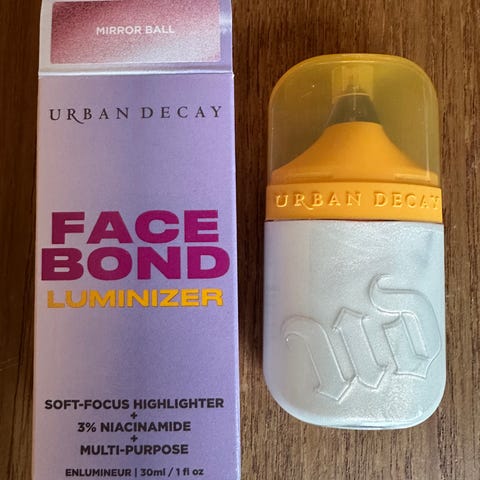 MIRROR BALL
URBAN DECAY
FACE
BOND
LUMINIZER
SOFT-FOCUS HIGHLIGHTER
+
3% NIACINAMIDE
+
MULTI-PURPOSE
ENLUMINEUR | 30ml / 1 fl oz
URBAN DECAY
UD